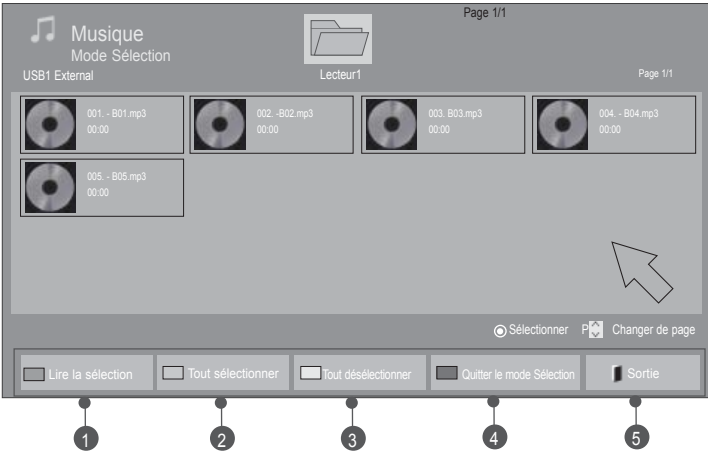 Page 1/1
Musique
Mode Sélection
USB1 External
Lecteur1
Page 1/1
001. - B01.mp3
00:00
002. -B02.mp3
00:00
003. B03.mp3
00:00
004. - B04.mp3
00:00
005. - B05.mp3
00:00
Sélectionner
P
Changer de page
Lire la sélection
Tout sélectionner
Tout désélectionner
Quitter le mode Sélection
Sortie
1
2
3
4
5